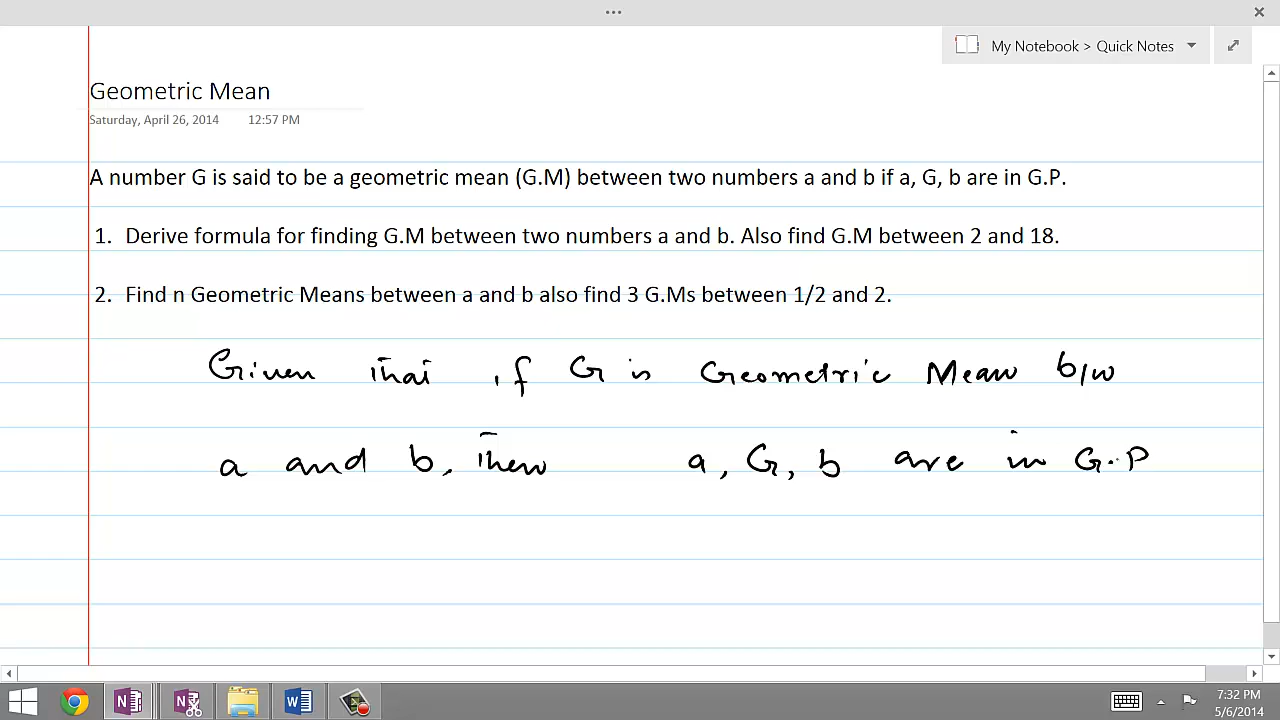 My Notebook > Quick Notes
Geometric Mean
Saturday, April 26, 2014 12:57 PM
A number G is said to be a geometric mean (G.M) between two numbers a and b if a, G, b are in G.P.
1. Derive formula for finding G.M between two numbers a and b. Also find G.M between 2 and 18.
2. Find n Geometric Means between a and b also find 3 G.Ms between 1/2 and 2.
Given that if G is Geometric Mean b/w
a and b, then a, G, b are in G.P
7:32 PM
5/6/2014